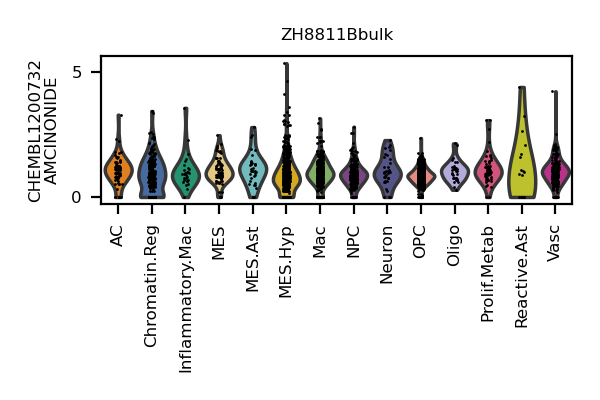 ZH8811Bbulk
CHEMBL1200732
AMCINONIDE
5
0
AC
Chromatin.Reg
Inflammatory.Mac
MES
MES.Ast
MES.Hyp
Mac
NPC
Neuron
OPC
Oligo
Prolif.Metab
Reactive.Ast
Vasc